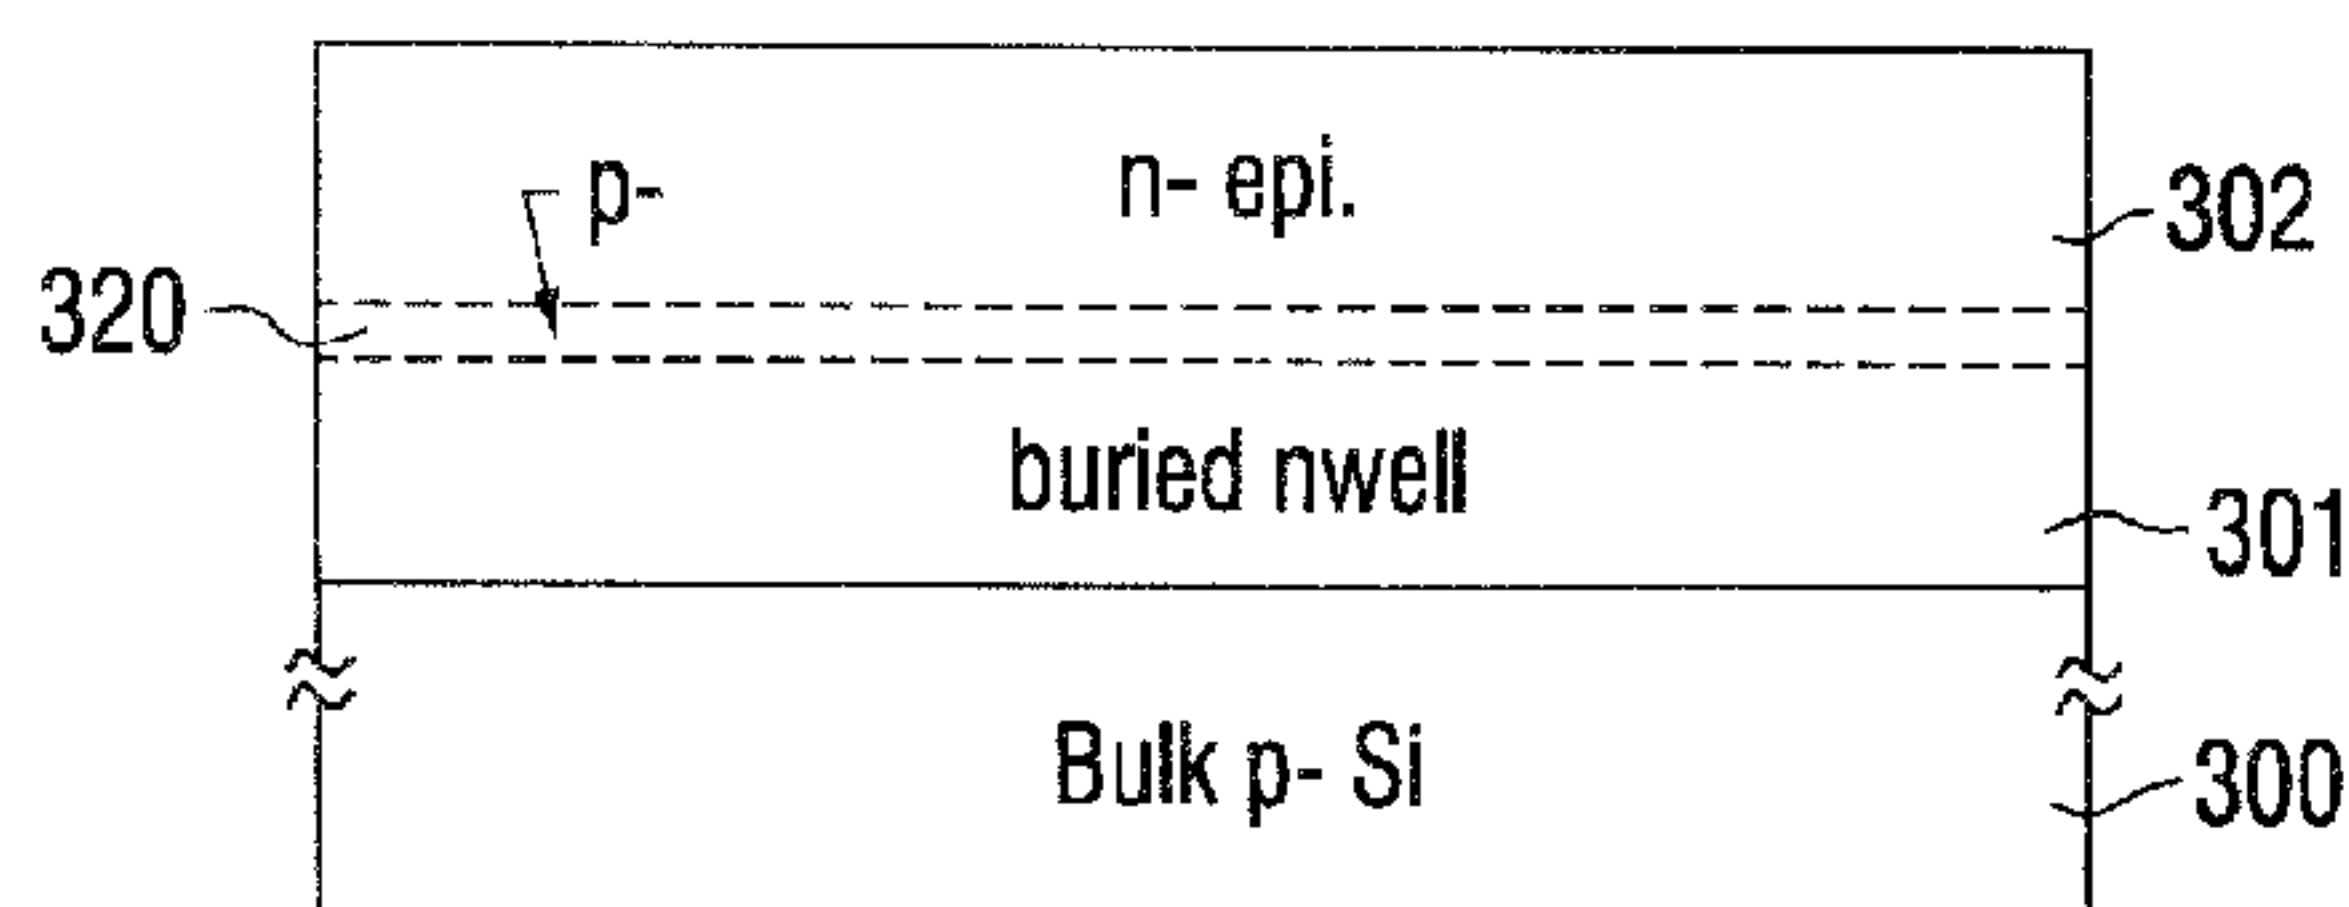 p-
n- epi.
302
320
buried nwell
301
Bulk p- Si
300